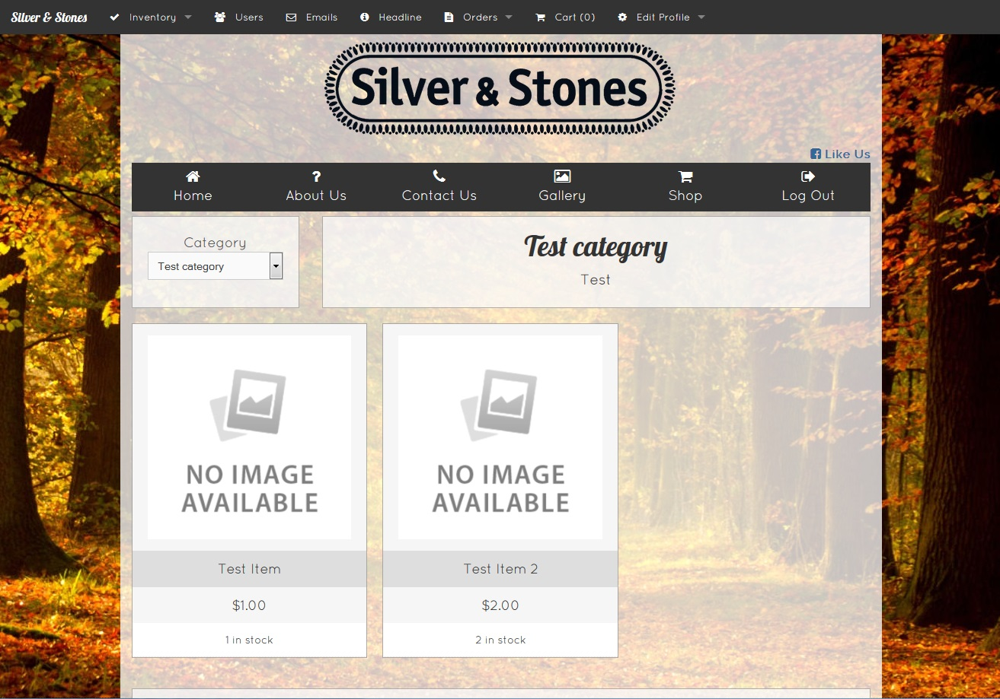 Silver & Stones Inventory Users Emails Headline Orders Cart (0) Edit Profile
Silver & Stones
Like Us
Home About Us Contact Us Gallery Shop Log Out
Category
Test category
Test category
Test
NO IMAGE
AVAILABLE
Test Item
$1.00
1 in stock
NO IMAGE
AVAILABLE
Test Item 2
$2.00
2 in stock